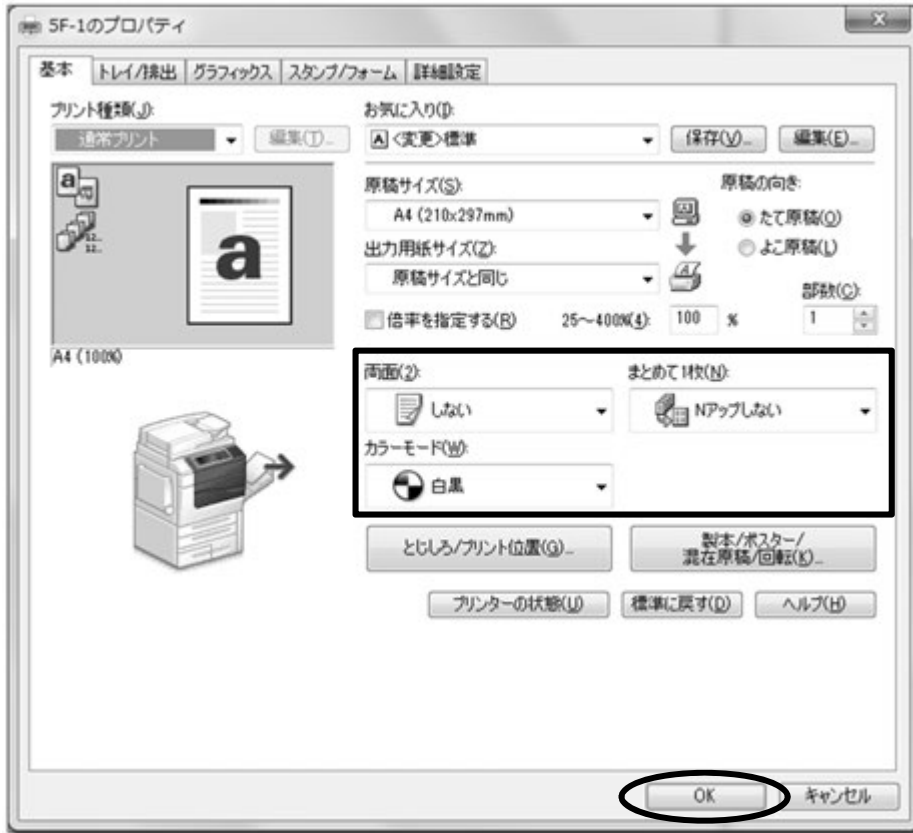 5F-1のプロパティ
基本 トレイ/排出 グラフィックス スタンプ/フォーム 詳細設定
プリント種類(J):
通常プリント 編集(T)...
a
12..
12..
a
A4 (100%)
お気に入り(I):
A <変更>標準 保存(V)... 編集(E)...
原稿サイズ(S):
A4 (210x297mm)
出力用紙サイズ(Z):
原稿サイズと同じ
原稿の向き:
たて原稿(O)
よこ原稿(L)
部数(C):
1
倍率を指定する(R) 25～400%(4): 100 %
両面(2):
しない
まとめて1枚(N):
Nアップしない
カラーモード(W):
白黒
とじしろ/プリント位置(G)...
製本/ポスター/
混在原稿/回転(K)...
プリンターの状態(U) 標準に戻す(D) ヘルプ(H)
OK キャンセル